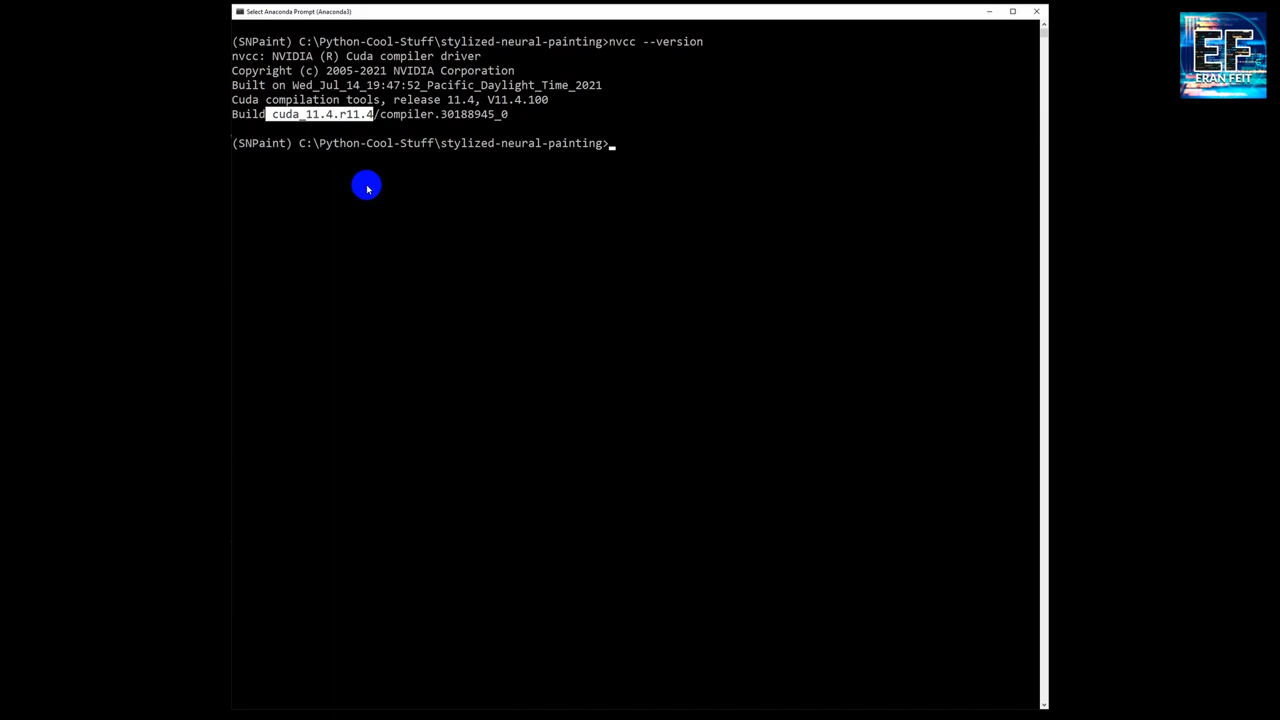 Select Anaconda Prompt (Anaconda3)
(SNPaint) C:\Python-Cool-Stuff\stylized-neural-painting>nvcc --version
nvcc: NVIDIA (R) Cuda compiler driver
Copyright (c) 2005-2021 NVIDIA Corporation
Built on Wed_Jul_14_19:47:52_Pacific_Daylight_Time_2021
Cuda compilation tools, release 11.4, V11.4.100
Build cuda_11.4.r11.4/compiler.30188945_0
(SNPaint) C:\Python-Cool-Stuff\stylized-neural-painting>
EF
ERAN FEIT